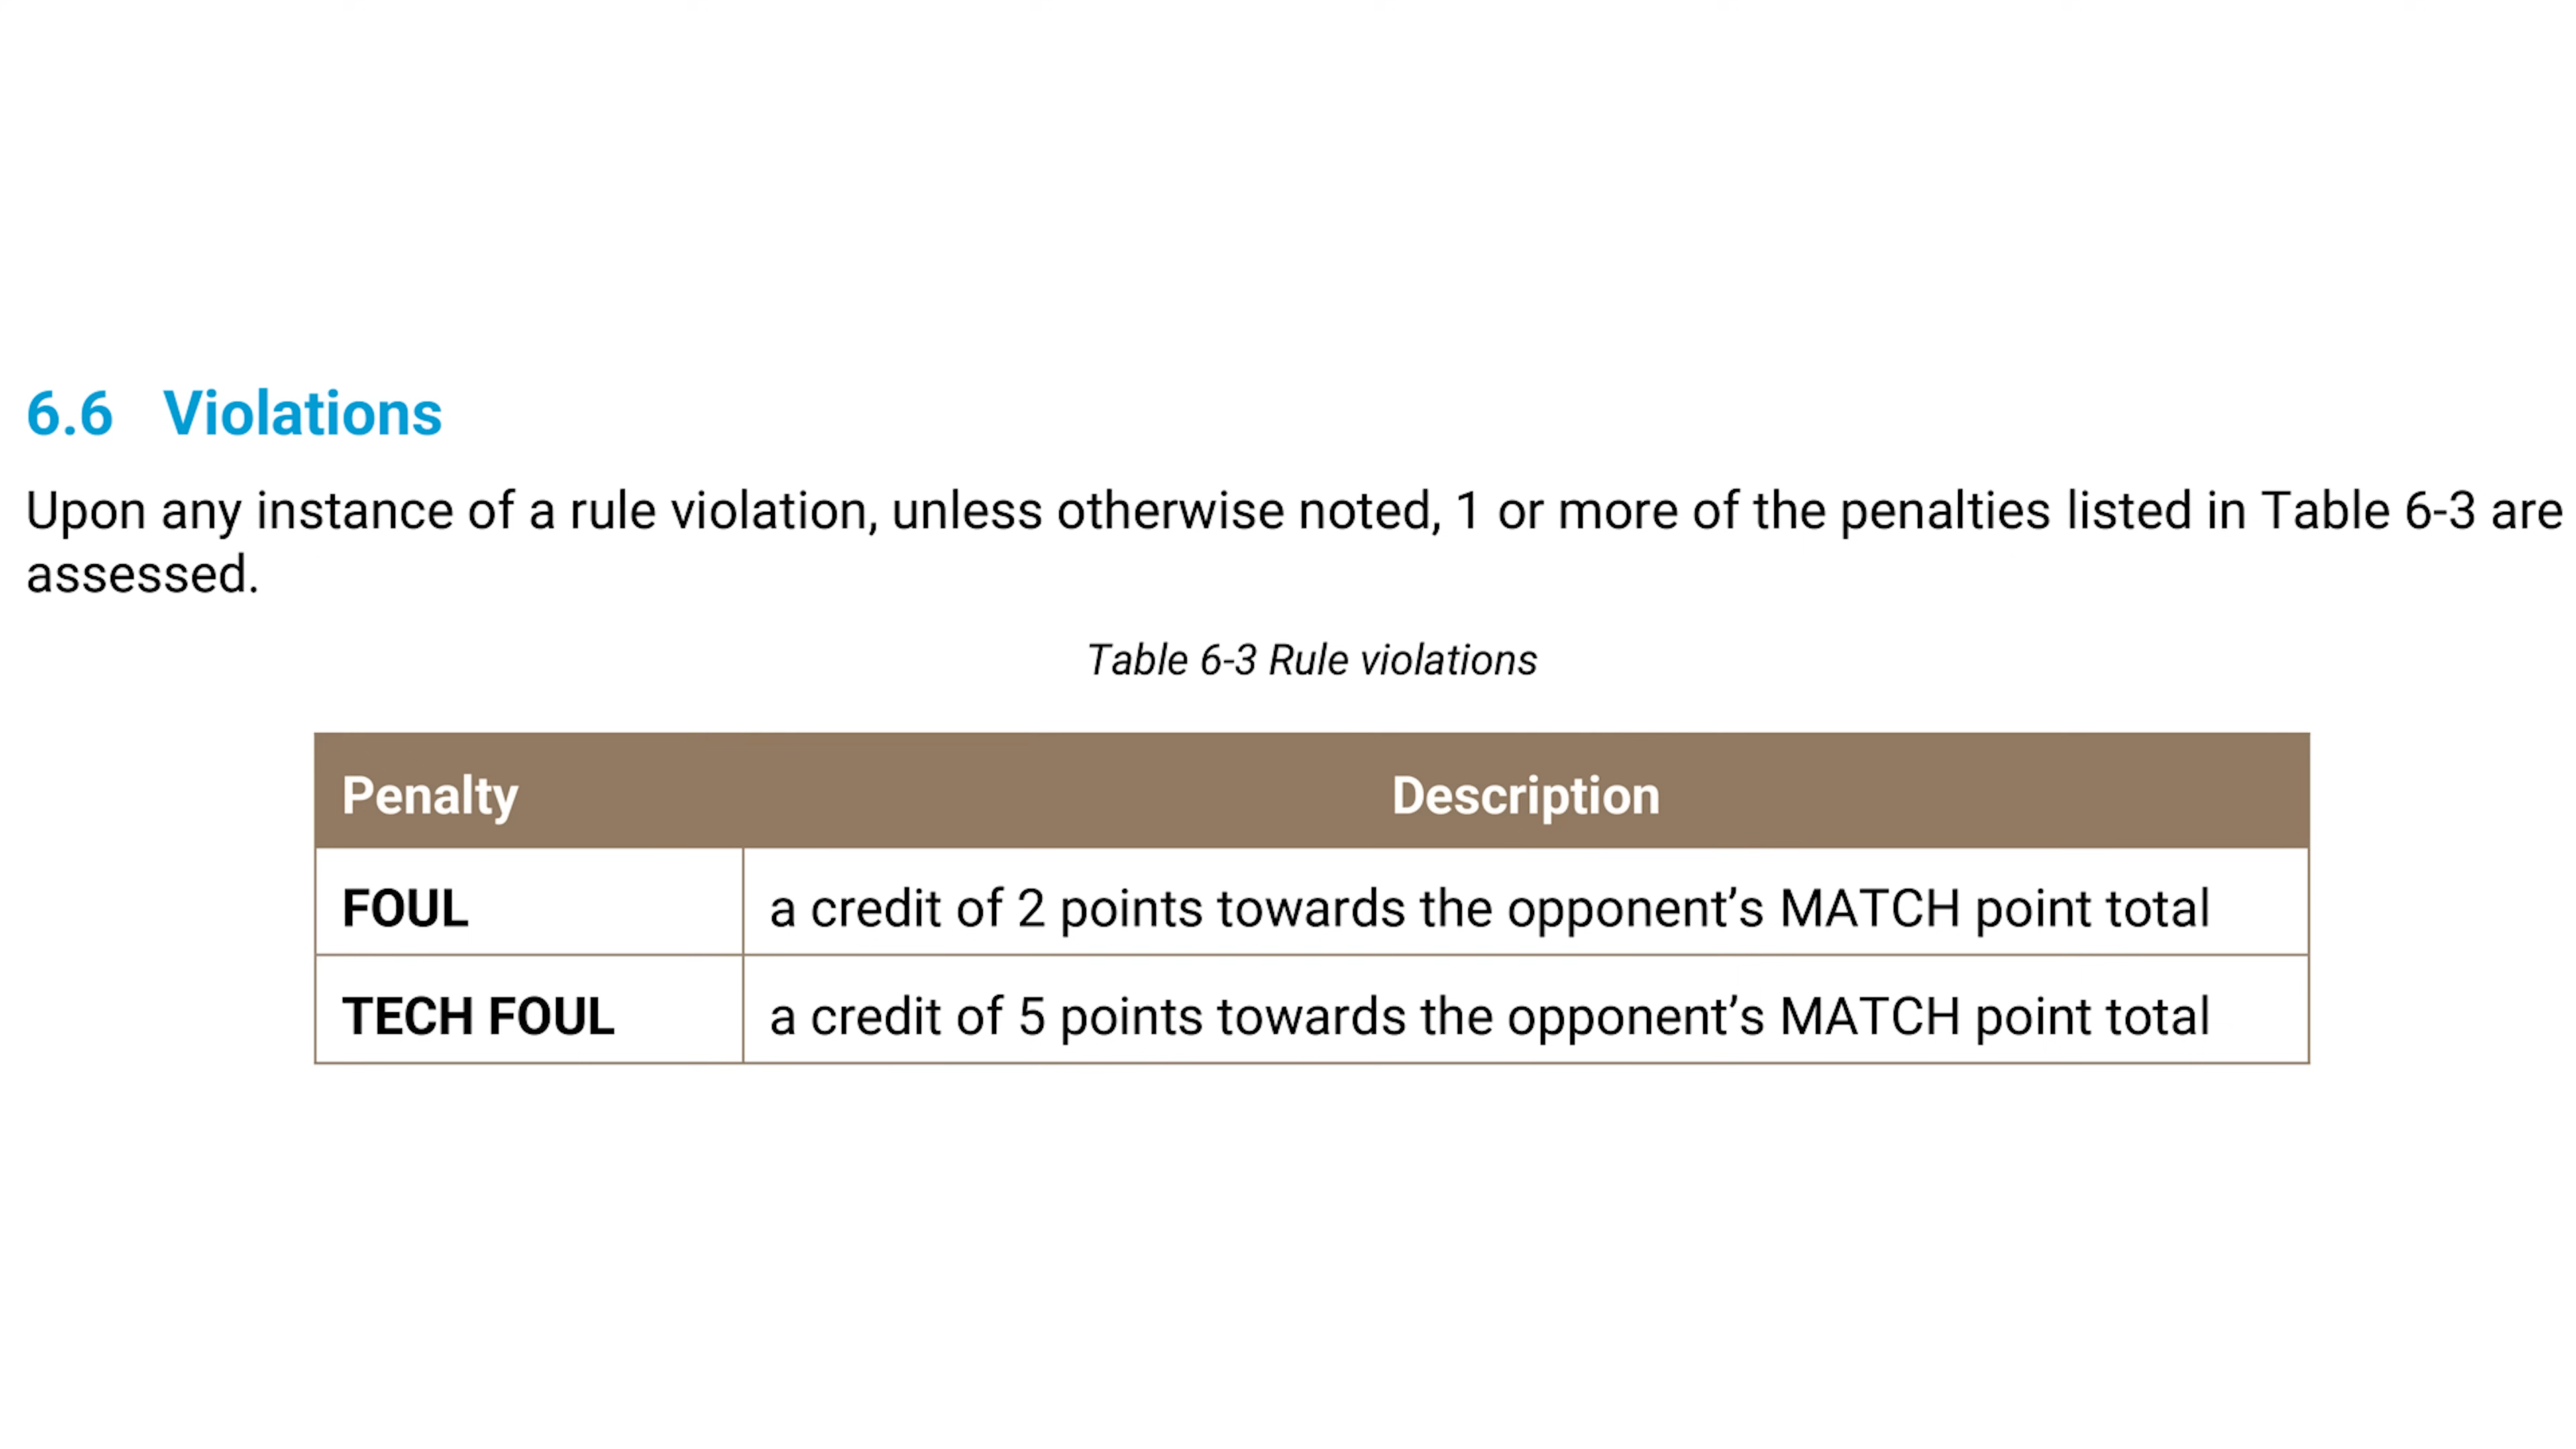 6.6 Violations
Upon any instance of a rule violation, unless otherwise noted, 1 or more of the penalties listed in Table 6-3 are
assessed.
Table 6-3 Rule violations
Penalty Description
FOUL a credit of 2 points towards the opponent’s MATCH point total
TECH FOUL a credit of 5 points towards the opponent’s MATCH point total